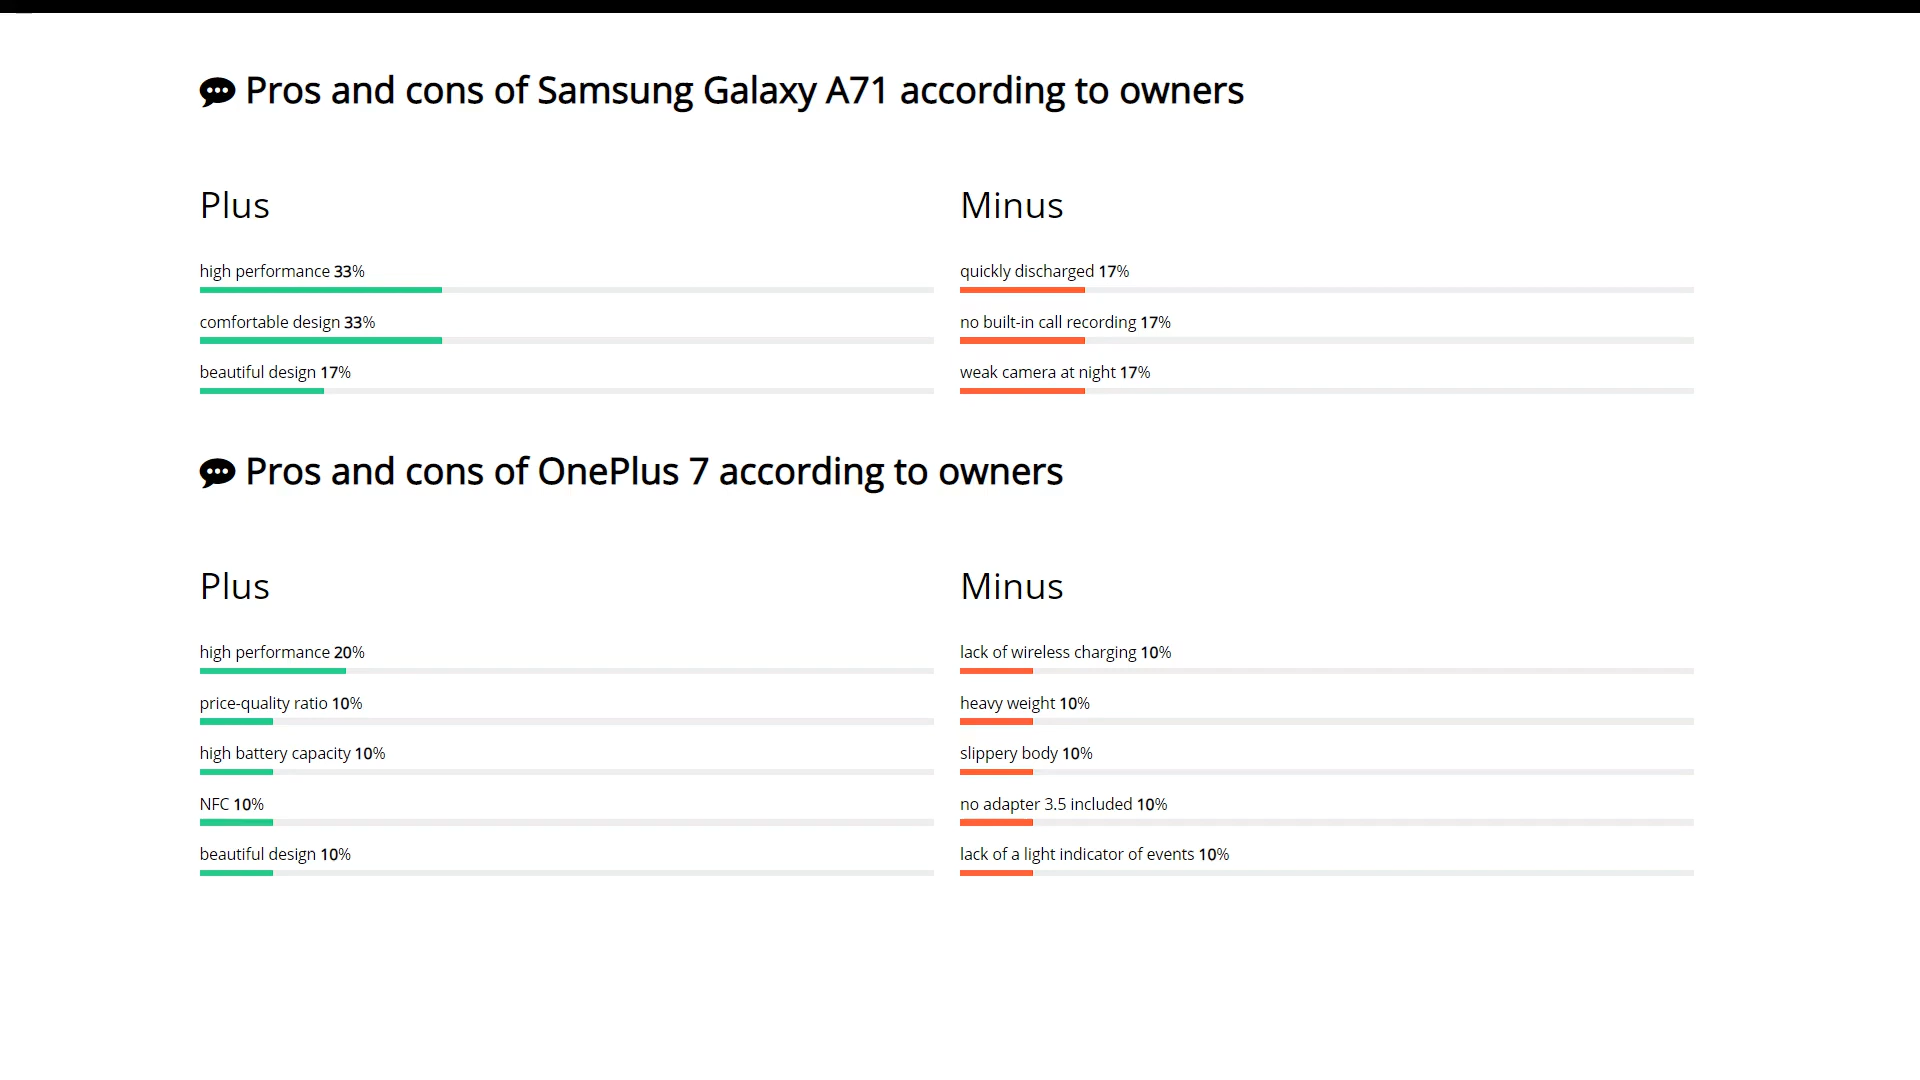 Pros and cons of Samsung Galaxy A71 according to owners
Plus
high performance 33%
comfortable design 33%
beautiful design 17%
Minus
quickly discharged 17%
no built-in call recording 17%
weak camera at night 17%
Pros and cons of OnePlus 7 according to owners
Plus
high performance 20%
price-quality ratio 10%
high battery capacity 10%
NFC 10%
beautiful design 10%
Minus
lack of wireless charging 10%
heavy weight 10%
slippery body 10%
no adapter 3.5 included 10%
lack of a light indicator of events 10%